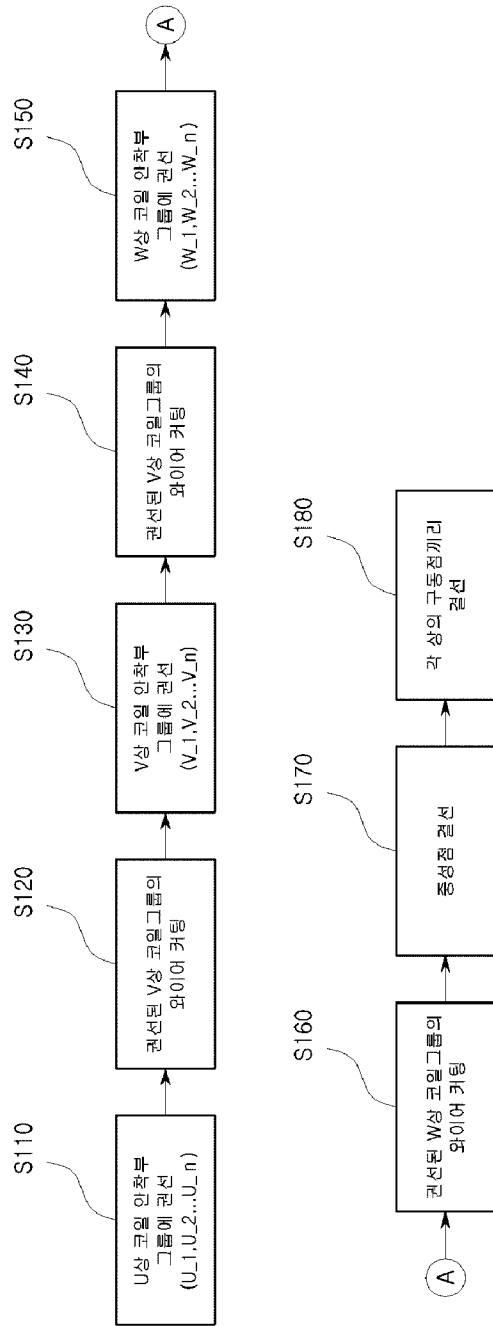 S110
U상 코일 안착부
그룹에 권선
(U_1,U_2...U_n)
S120
권선된 V상 코일그룹의
와이어 커팅
S130
V상 코일 안착부
그룹에 권선
(V_1,V_2...V_n)
S140
권선된 V상 코일그룹의
와이어 커팅
S150
W상 코일 안착부
그룹에 권선
(W_1,W_2...W_n)
A
A
S160
권선된 W상 코일그룹의
와이어 커팅
S170
중성점 결선
S180
각 상의 구동점끼리
결선